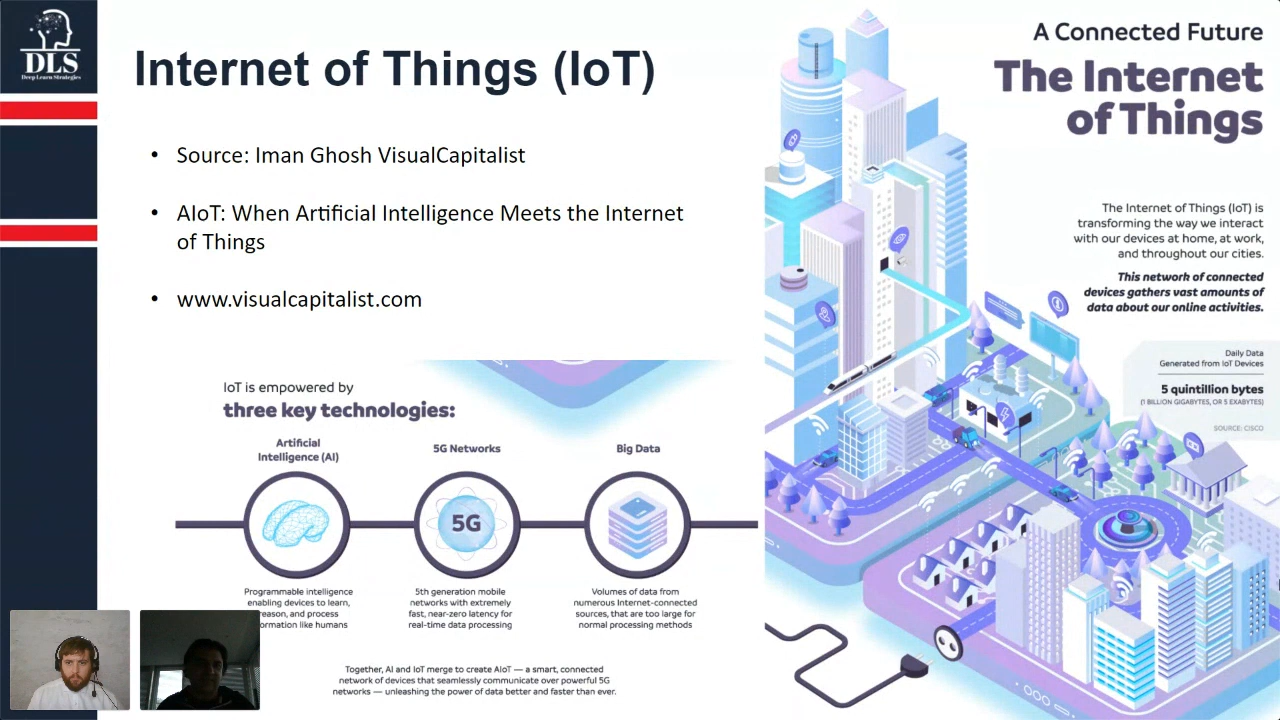 DLS
Deep Learn Strategies
Internet of Things (IoT)
• Source: Iman Ghosh VisualCapitalist
• AIoT: When Artificial Intelligence Meets the Internet
of Things
• www.visualcapitalist.com
IoT is empowered by
three key technologies:
Artificial
Intelligence (AI)
Programmable intelligence
enabling devices to learn,
reason, and process
ormation like humans
5G Networks
5G
5th generation mobile
networks with extremely
fast, near-zero latency for
real-time data processing
Big Data
Volumes of data from
numerous Internet-connected
sources, that are too large for
normal processing methods
Together, AI and IoT merge to create AIoT — a smart, connected
network of devices that seamlessly communicate over powerful 5G
networks — unleashing the power of data better and faster than ever.
A Connected Future
The Internet
of Things
The Internet of Things (IoT) is
transforming the way we interact
with our devices at home, at work,
and throughout our cities.
This network of connected
devices gathers vast amounts of
data about our online activities.
Daily Data
Generated from IoT Devices
5 quintillion bytes
(1 BILLION GIGABYTES, OR 5 EXABYTES)
SOURCE: CISCO